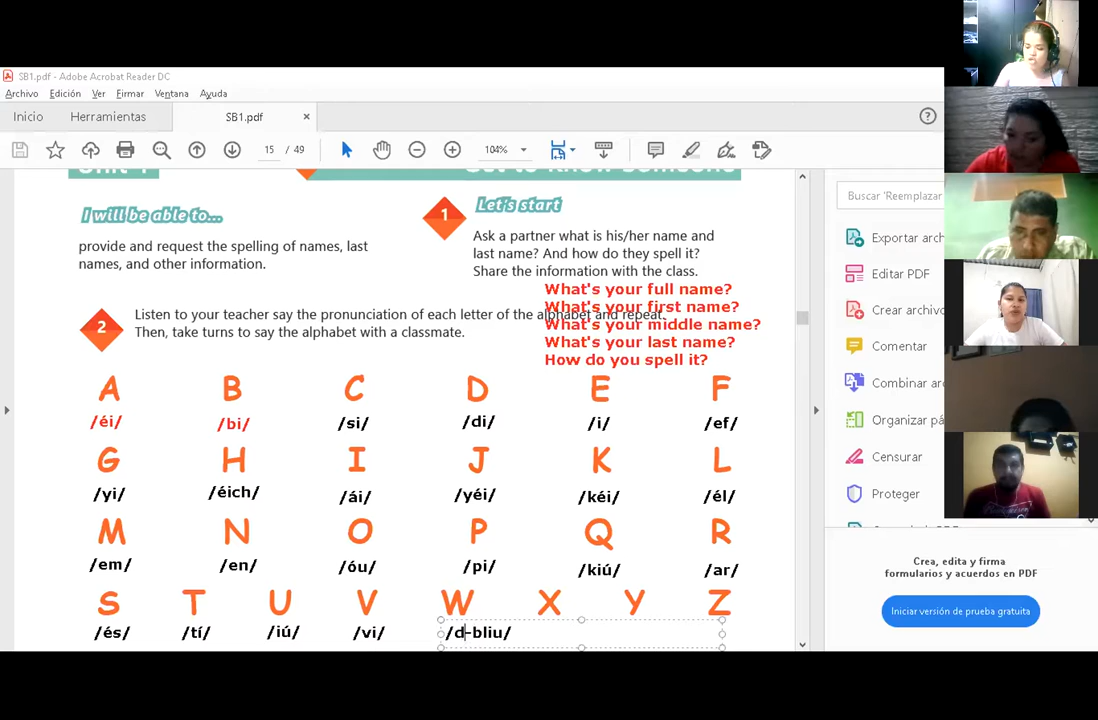 SB1.pdf - Adobe Acrobat Reader DC
Archivo Edición Ver Firmar Ventana Ayuda
Inicio Herramientas SB1.pdf ×
15 / 49 104%
I will be able to...
Let's start
1
provide and request the spelling of names, last
names, and other information.
Ask a partner what is his/her name and
last name? And how do they spell it?
Share the information with the class.
What's your full name?
What's your first name?
What's your middle name?
What's your last name?
How do you spell it?
2
Listen to your teacher say the pronunciation of each letter of the alphabet and repeat.
Then, take turns to say the alphabet with a classmate.
A B C D E F
/éi/ /bi/ /si/ /di/ /i/ /ef/
G H I J K L
/yi/ /éich/ /ái/ /yéi/ /kéi/ /él/
M N O P Q R
/em/ /en/ /óu/ /pi/ /kiú/ /ar/
S T U V W X Y Z
/és/ /tí/ /iú/ /vi/ /d-bliu/
Buscar 'Reemplazar
Exportar arch
Editar PDF
Crear archivo
Comentar
Combinar arc
Organizar pá
Censurar
Proteger
Crea, edita y firma
formularios y acuerdos en PDF
Iniciar versión de prueba gratuita